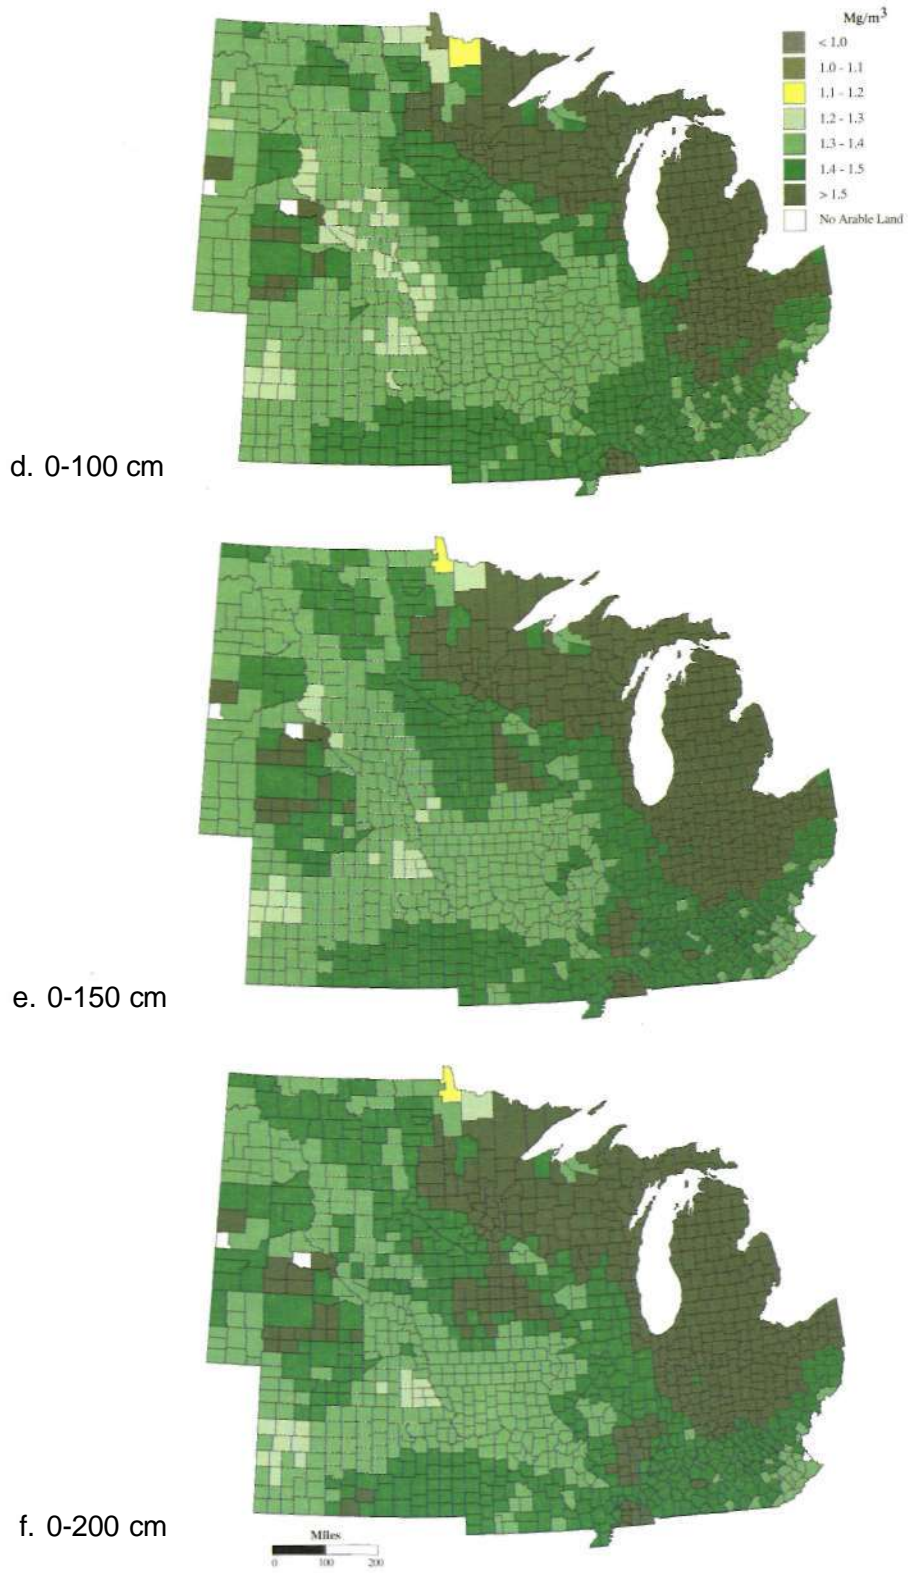 Mg/m³
< 1.0
1.0 - 1.1
1.1 - 1.2
1.2 - 1.3
1.3 - 1.4
1.4 - 1.5
> 1.5
No Arable Land
d. 0-100 cm
e. 0-150 cm
f. 0-200 cm
Miles
0 100 200